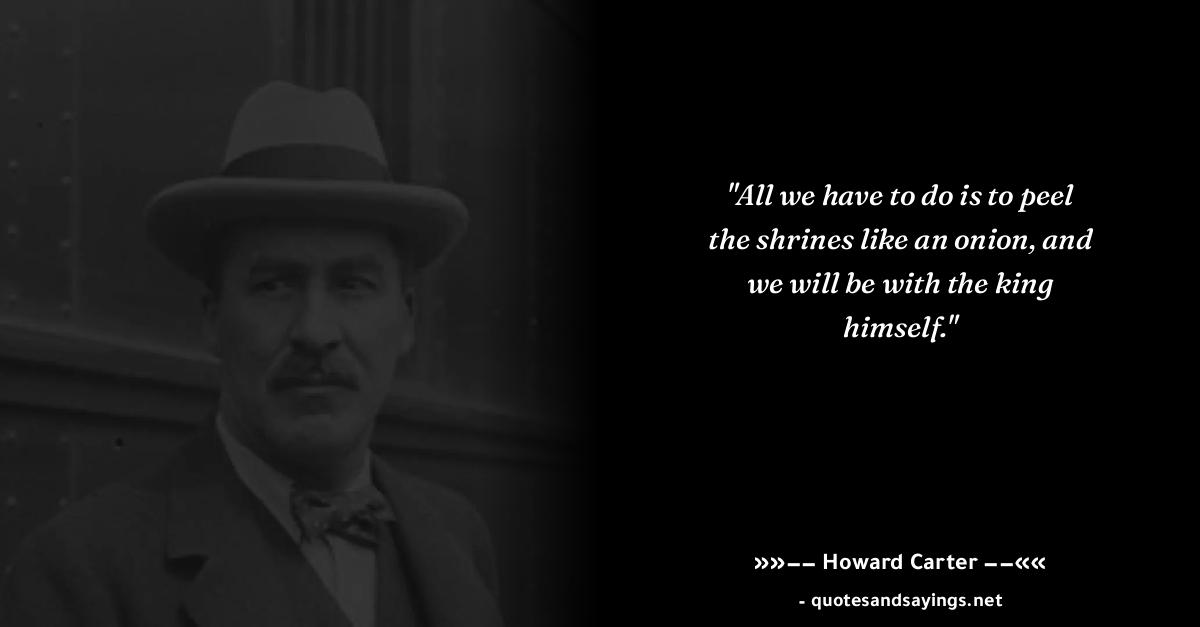 "All we have to do is to peel
the shrines like an onion, and
we will be with the king
himself."
»»−− Howard Carter −−««
- quotesandsayings.net